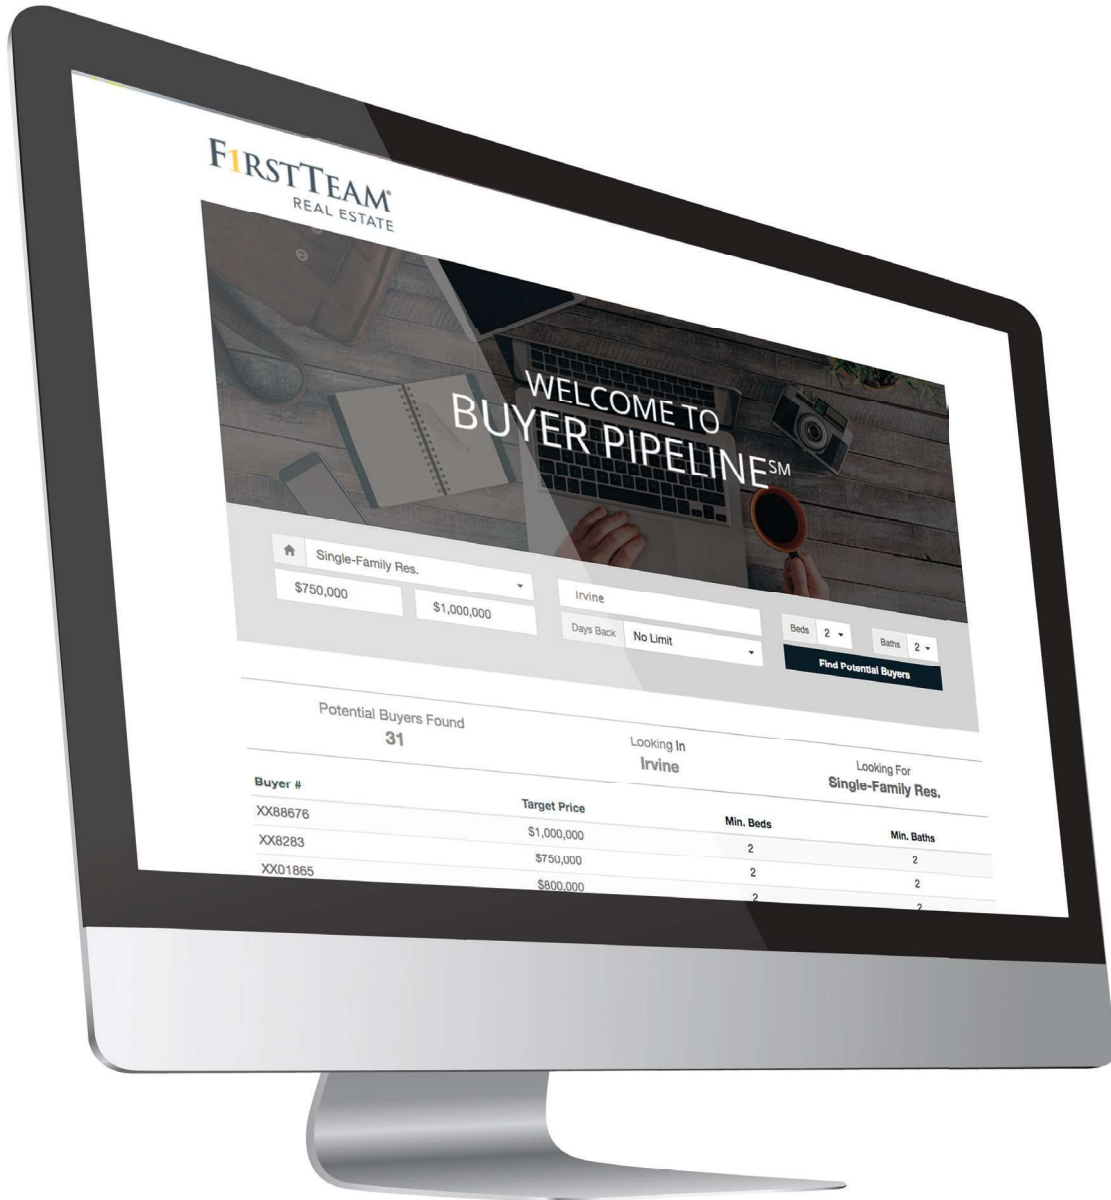 F1RSTTEAM®
REAL ESTATE
WELCOME TO
BUYER PIPELINE℠
Single-Family Res.
$750,000 $1,000,000
Irvine
Days Back No Limit
Beds 2 Baths 2
Find Potential Buyers
Potential Buyers Found
31
Looking In
Irvine
Looking For
Single-Family Res.
Buyer # Target Price Min. Beds Min. Baths
XX88676 $1,000,000 2 2
XX8283 $750,000 2 2
XX01865 $800,000 2 2